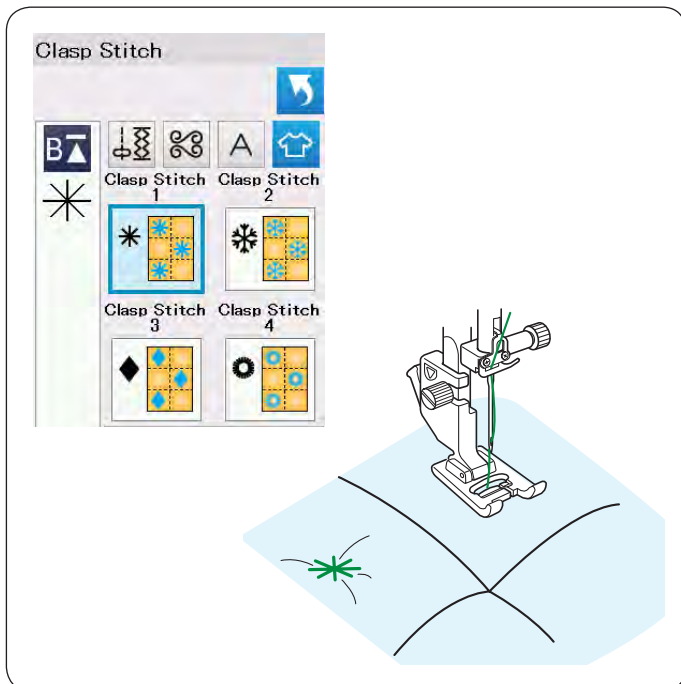 Clasp Stitch
B
A
Clasp Stitch 1
Clasp Stitch 2
Clasp Stitch 3
Clasp Stitch 4